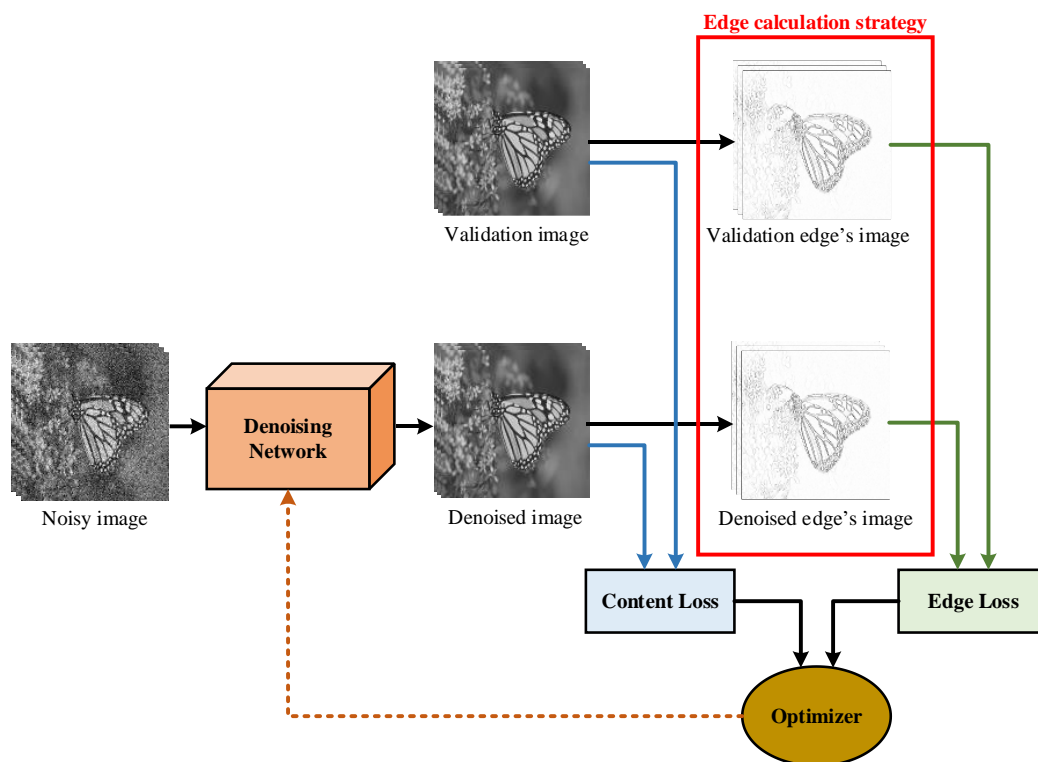 Edge calculation strategy
Validation image
Validation edge’s image
Denoising
Network
Noisy image
Denoised image
Denoised edge’s image
Content Loss
Edge Loss
Optimizer